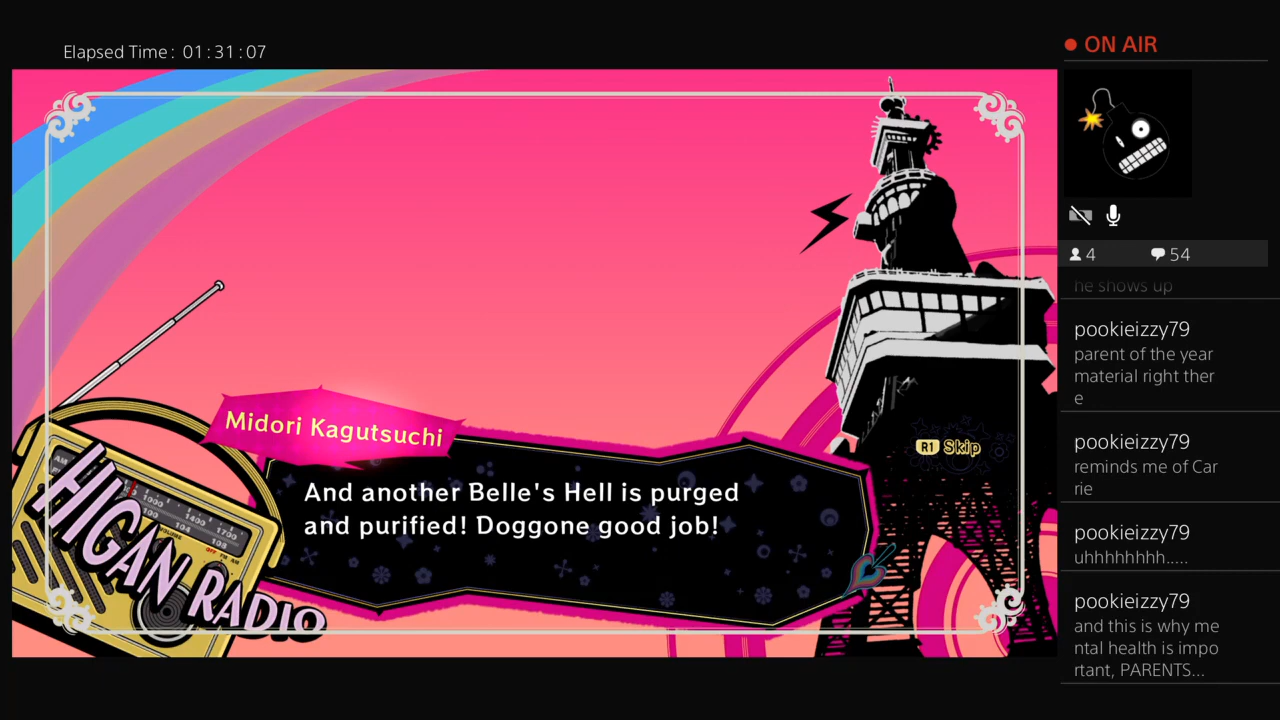 Elapsed Time: 01:31:07
ON AIR
4
54
he shows up
pookieizzy79
parent of the year
material right ther
e
pookieizzy79
reminds me of Car
rie
pookieizzy79
uhhhhhhhh.....
pookieizzy79
and this is why me
ntal health is impo
rtant, PARENTS...
Midori Kagutsuchi
R1 Skip
And another Belle's Hell is purged
and purified! Doggone good job!
HIGAN RADIO